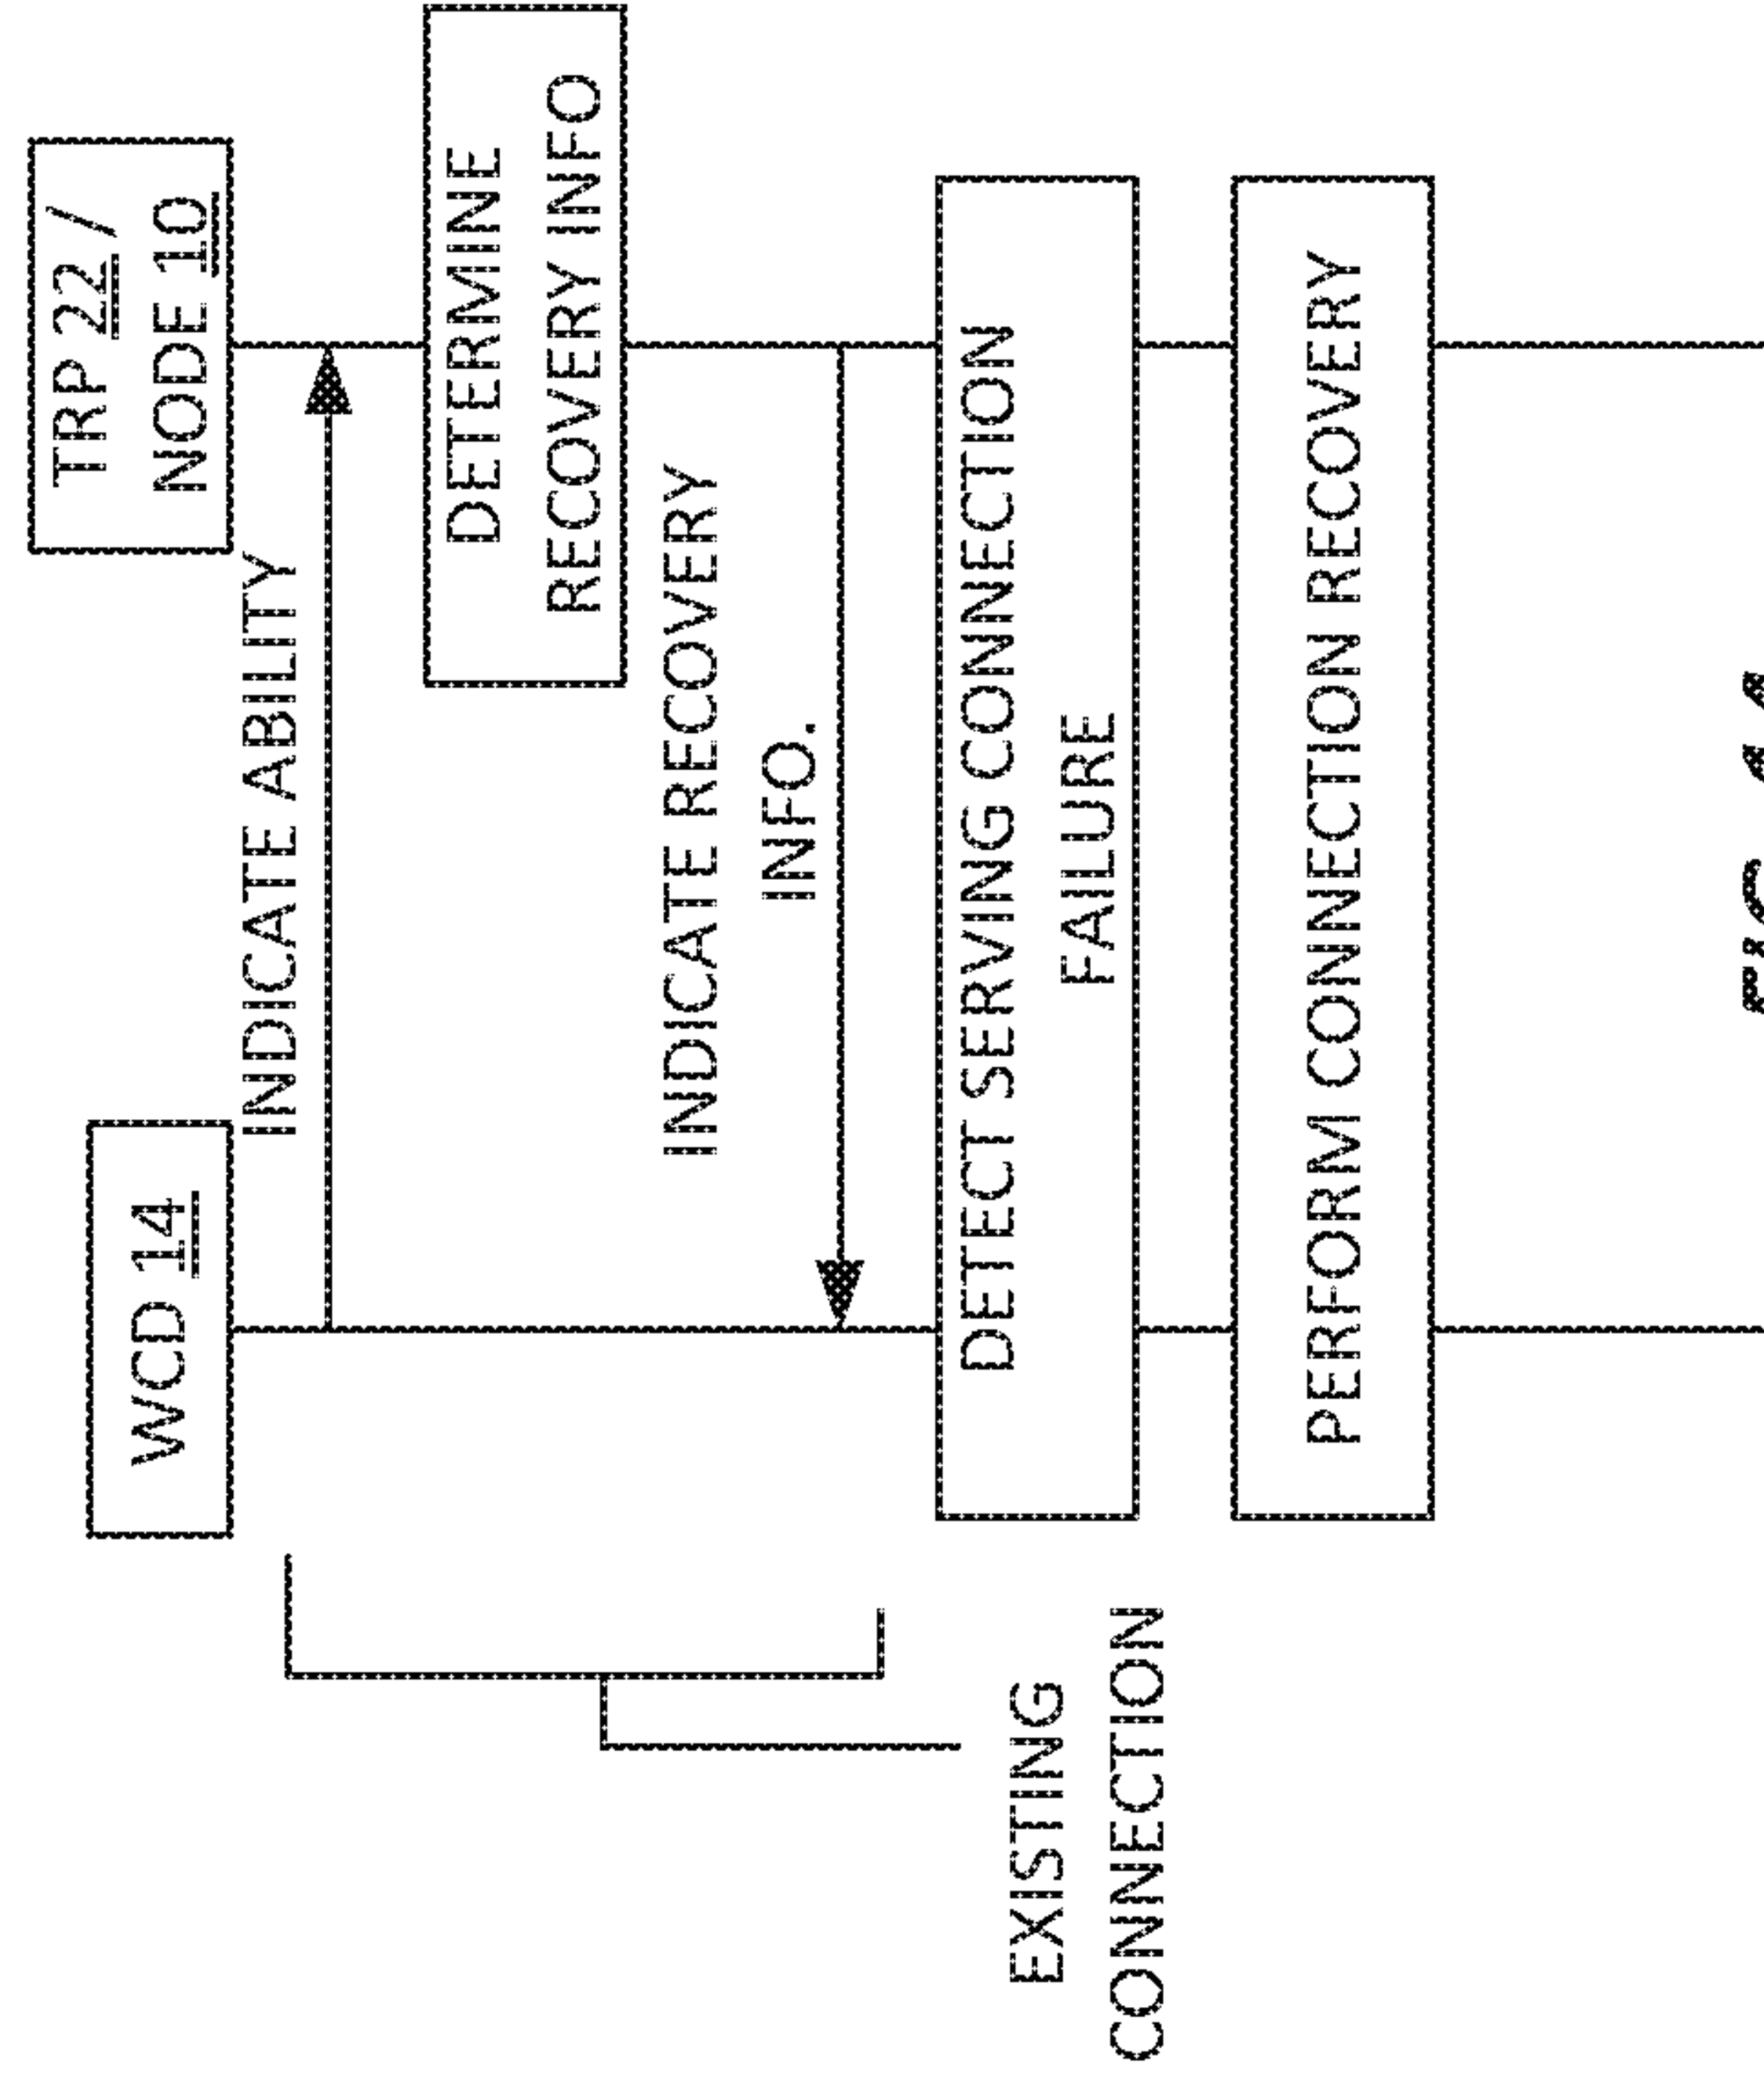 WCD 14
TRP 22 /
NODE 10
INDICATE ABILITY
DETERMINE
RECOVERY INFO
INDICATE RECOVERY
INFO.
DETECT SERVING CONNECTION
FAILURE
PERFORM CONNECTION RECOVERY
EXISTING
CONNECTION